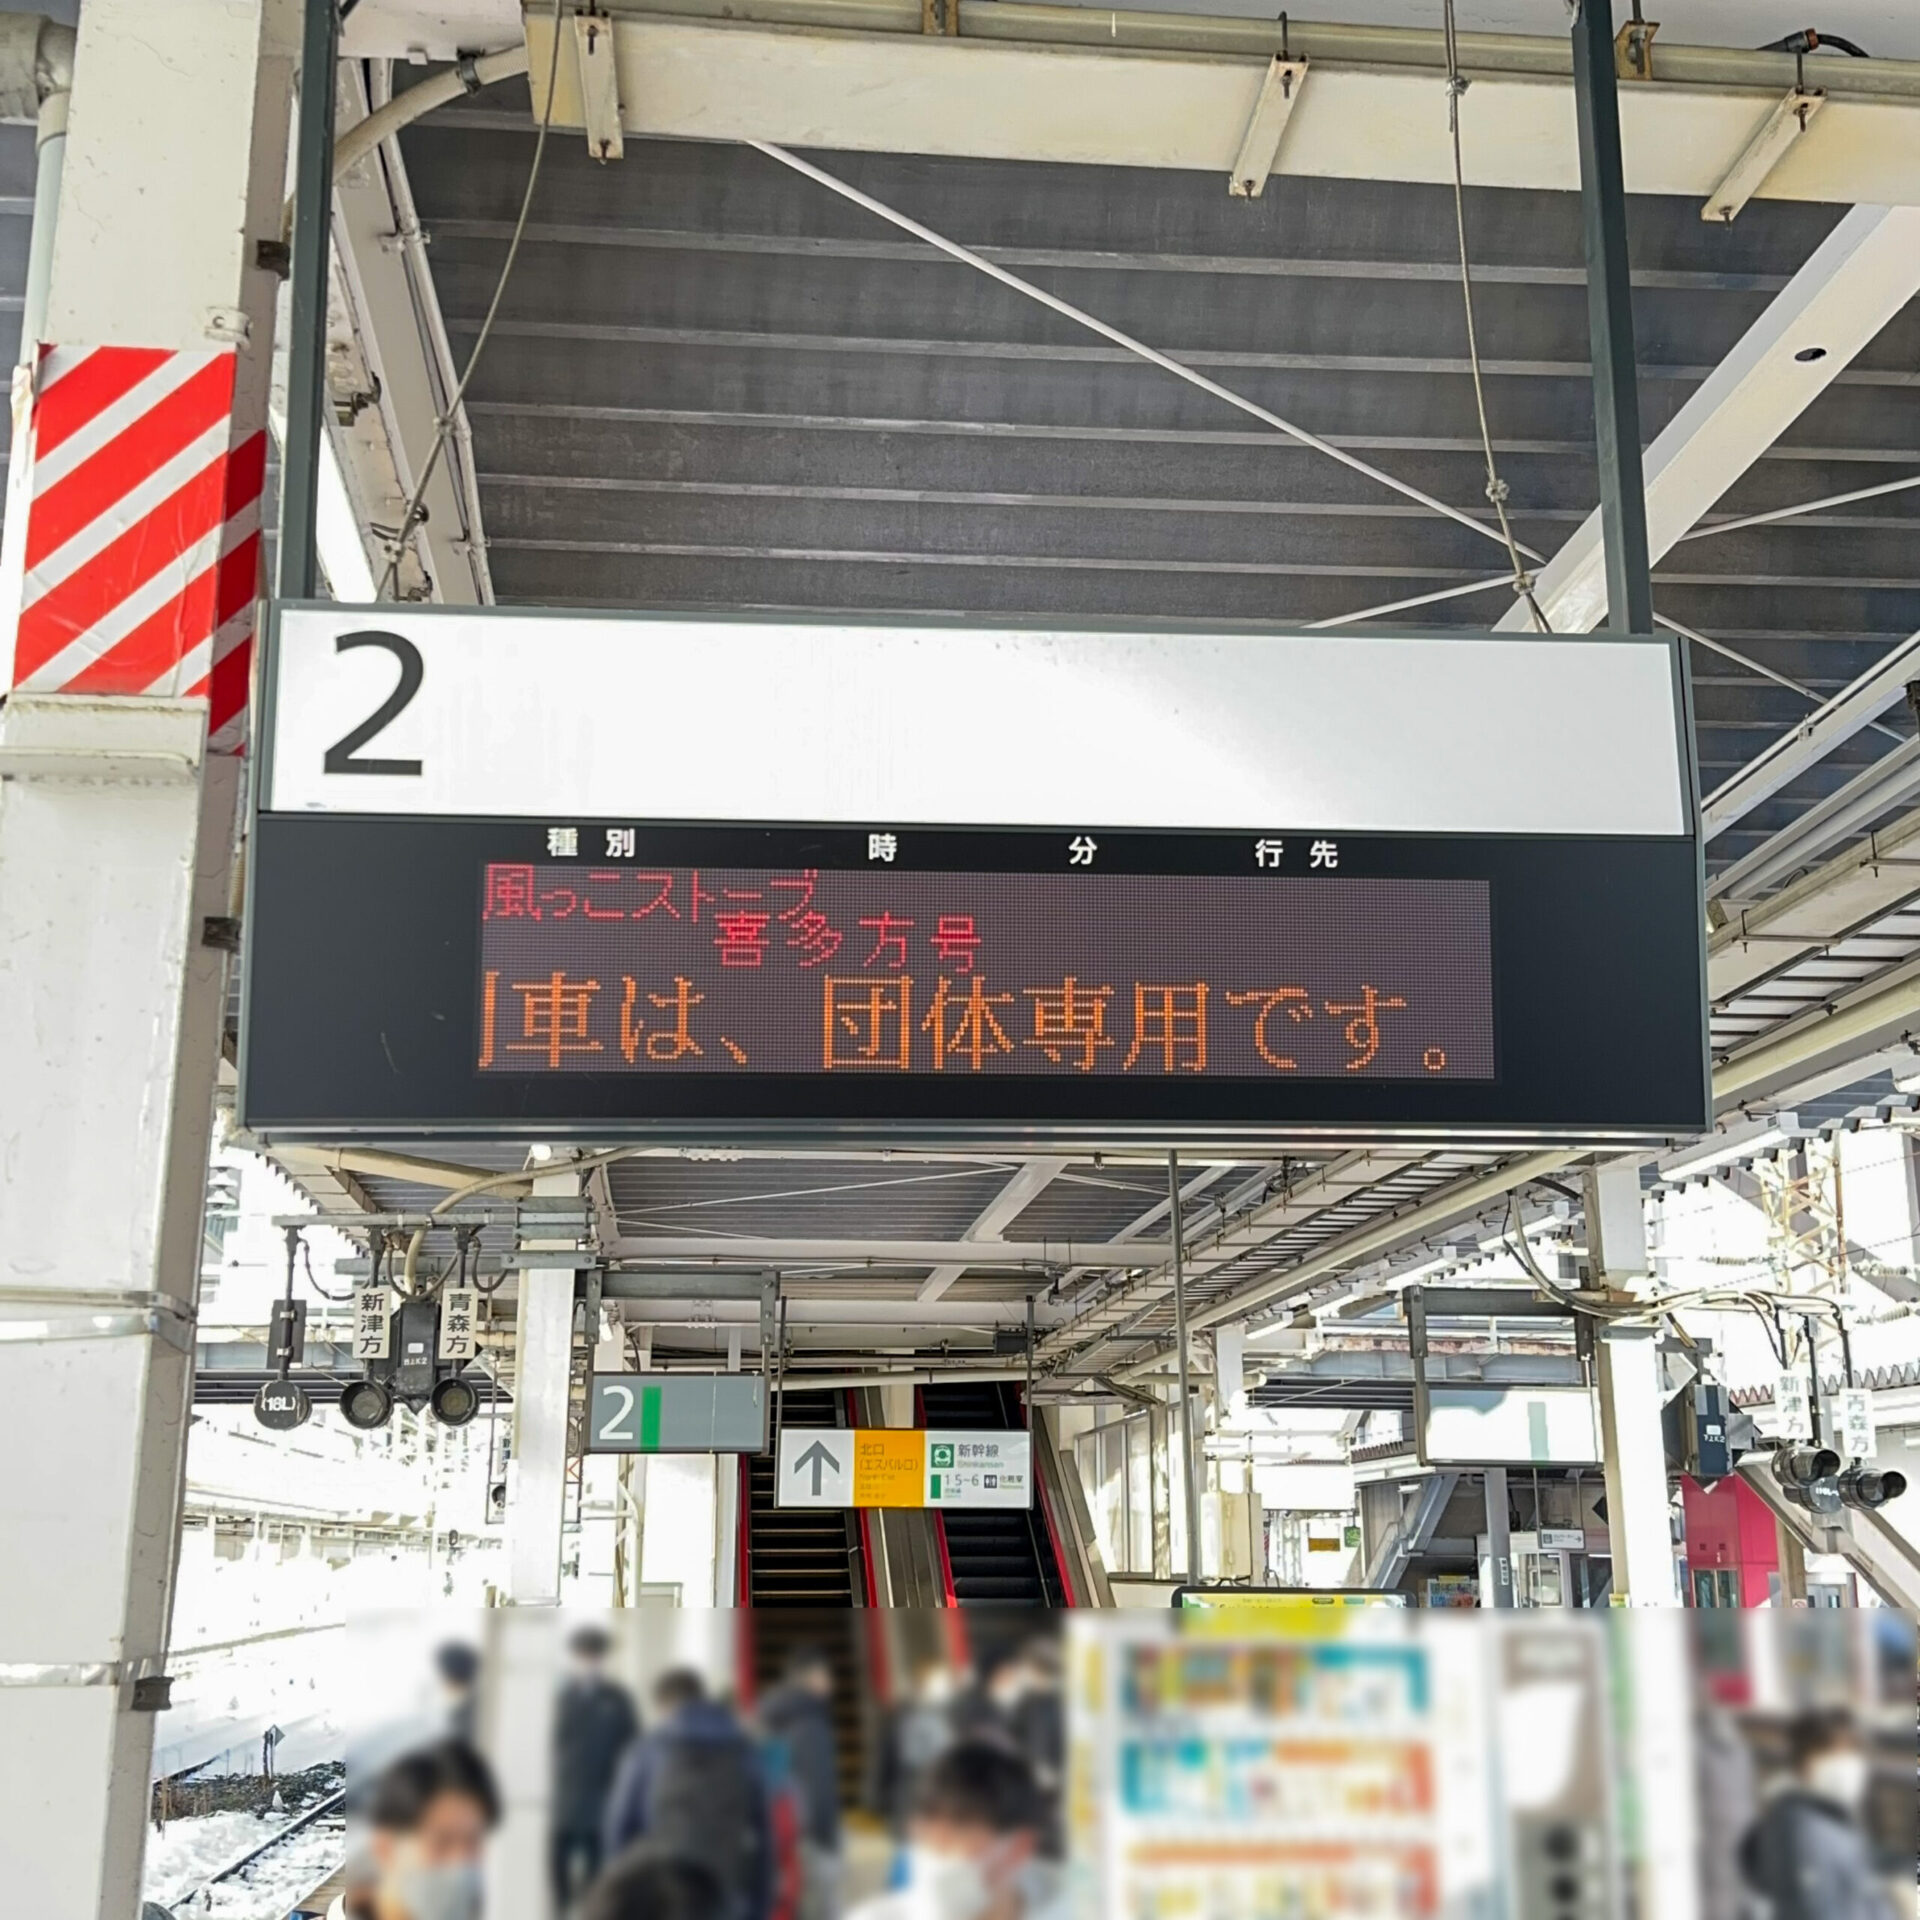 2
種別 時 分 行先
風っこストーブ
喜多方号
車は、団体専用です。
新津方
青森方
(18L)
2
北口
(エスパル口)
新幹線
Shinkansen
1・5~6 化粧室
新津方
青森方